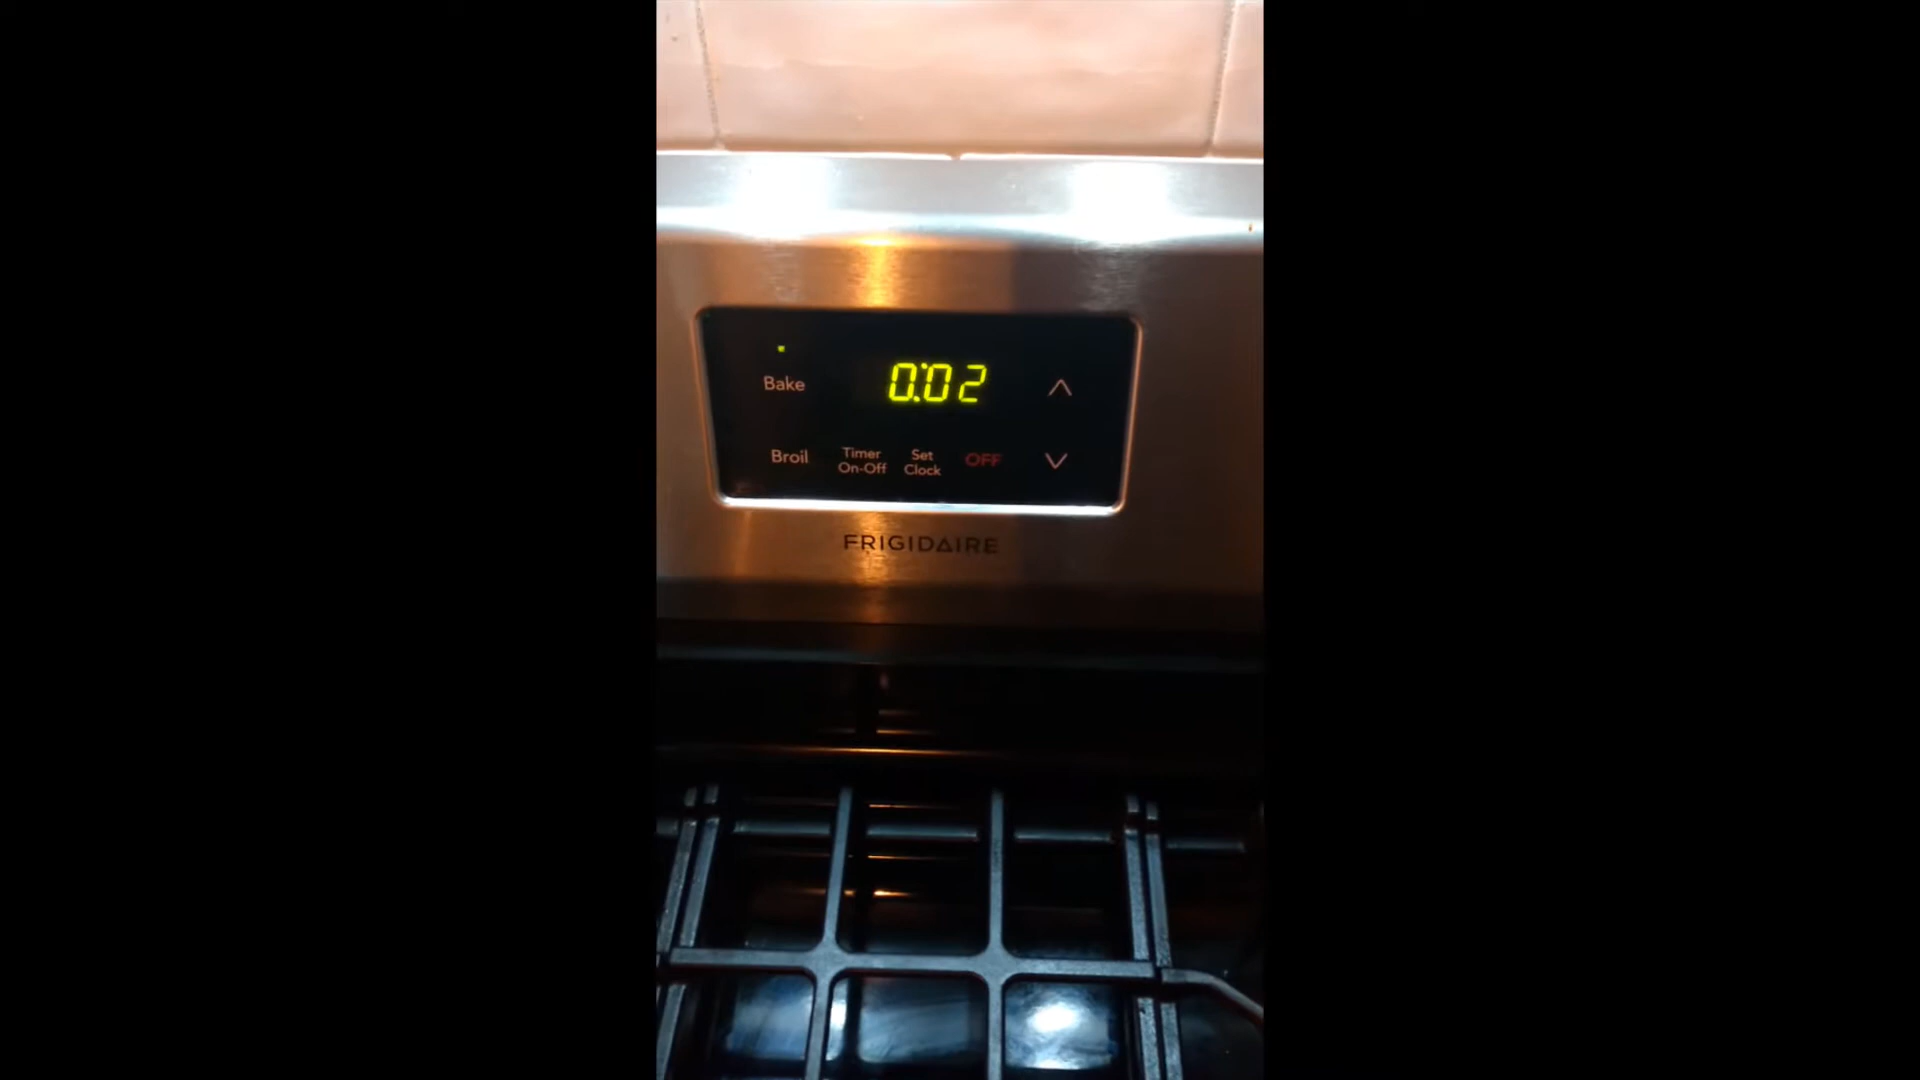 Bake
0:02
Broil
Timer
On-Off
Set
Clock
OFF
FRIGIDAIRE